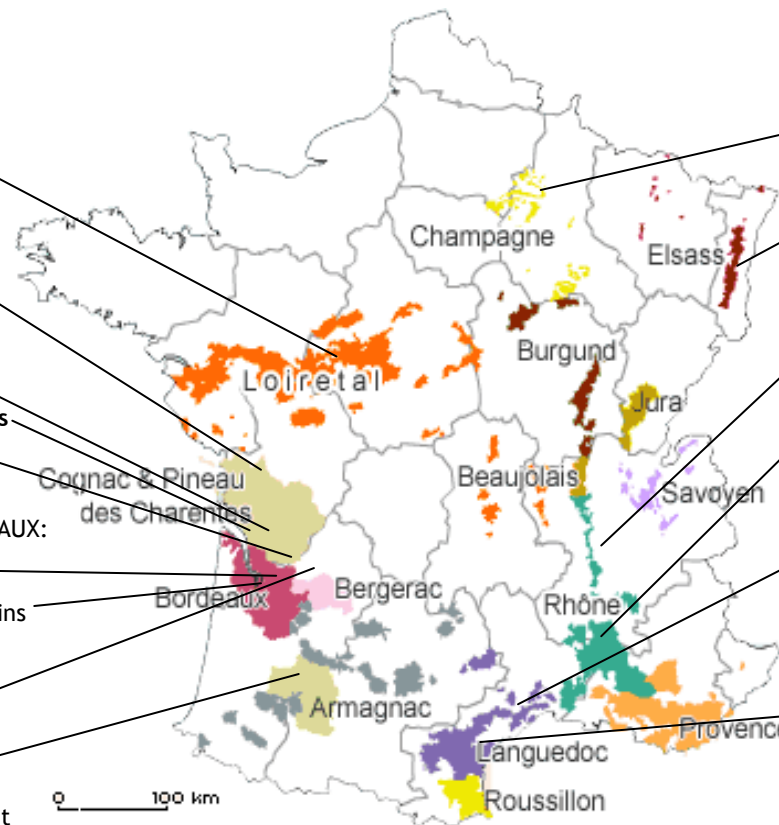 Champagne
Elsass
Burgund
Loiretal
s
Jura
Beaujolais
Cognac & Pineau
des Charentes
Savoyen
AUX:
Bergerac
Bordeaux
ins
Rhône
Armagnac
Provence
Languedoc
0 100 km
Roussillon
t